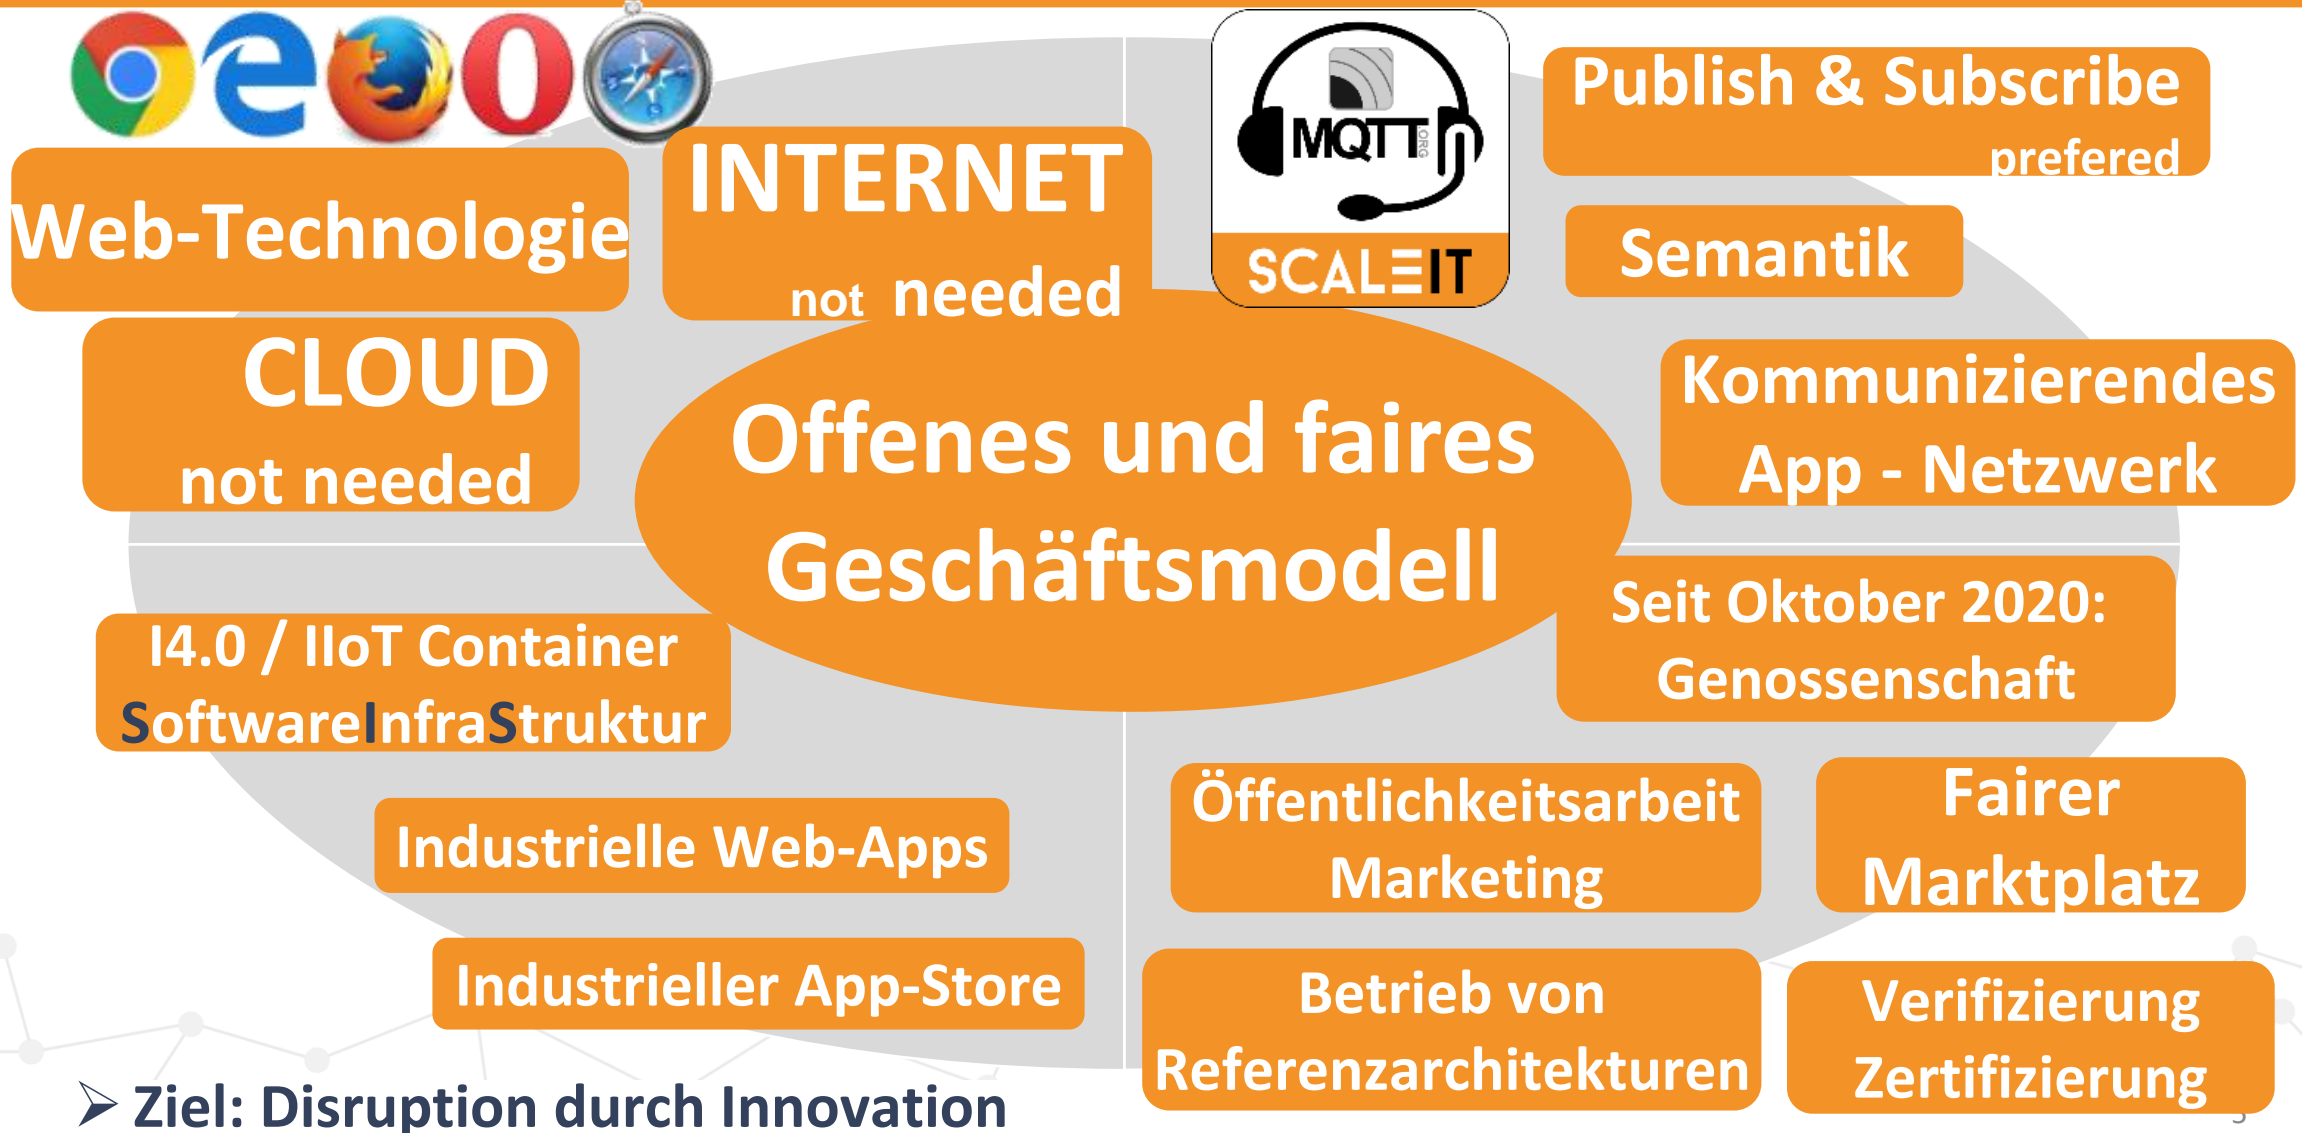 Web-Technologie
INTERNET
not needed
CLOUD
not needed
MQTT
.ORG
SCALEIT
Publish & Subscribe
prefered
Semantik
Kommunizierendes
App - Netzwerk
Offenes und faires
Geschäftsmodell
I4.0 / IIoT Container
SoftwareInfraStruktur
Industrielle Web-Apps
Industrieller App-Store
Seit Oktober 2020:
Genossenschaft
Öffentlichkeitsarbeit
Marketing
Fairer
Marktplatz
Betrieb von
Referenzarchitekturen
Verifizierung
Zertifizierung
➢ Ziel: Disruption durch Innovation